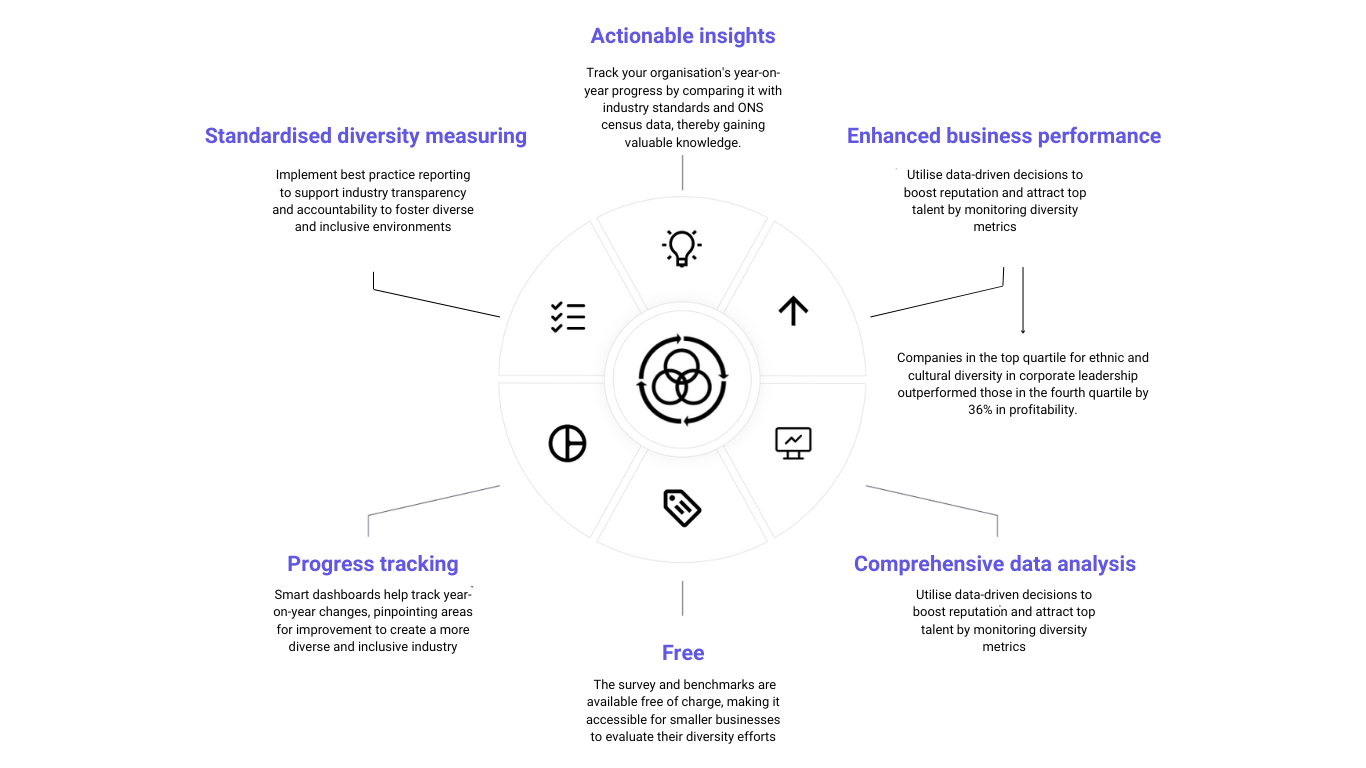 Actionable insights
Track your organisation's year-on-
year progress by comparing it with
industry standards and ONS
census data, thereby gaining
valuable knowledge.
Standardised diversity measuring
Implement best practice reporting
to support industry transparency
and accountability to foster diverse
and inclusive environments
Enhanced business performance
Utilise data-driven decisions to
boost reputation and attract top
talent by monitoring diversity
metrics
Companies in the top quartile for ethnic and
cultural diversity in corporate leadership
outperformed those in the fourth quartile by
36% in profitability.
Progress tracking
Smart dashboards help track year-
on-year changes, pinpointing areas
for improvement to create a more
diverse and inclusive industry
Comprehensive data analysis
Utilise data-driven decisions to
boost reputation and attract top
talent by monitoring diversity
metrics
Free
The survey and benchmarks are
available free of charge, making it
accessible for smaller businesses
to evaluate their diversity efforts